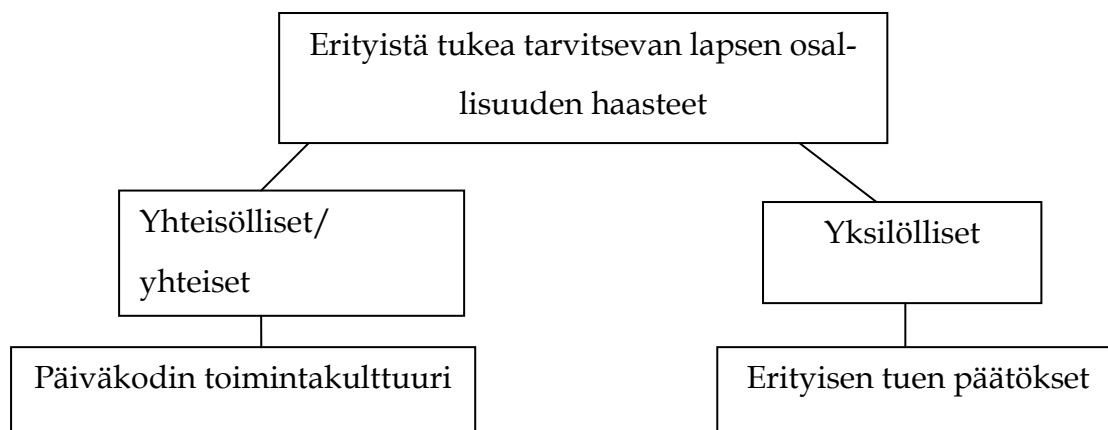 Erityistä tukea tarvitsevan lapsen osal-
lisuuden haasteet
Yhteisölliset/
yhteiset
Yksilölliset
Päiväkodin toimintakulttuuri
Erityisen tuen päätökset